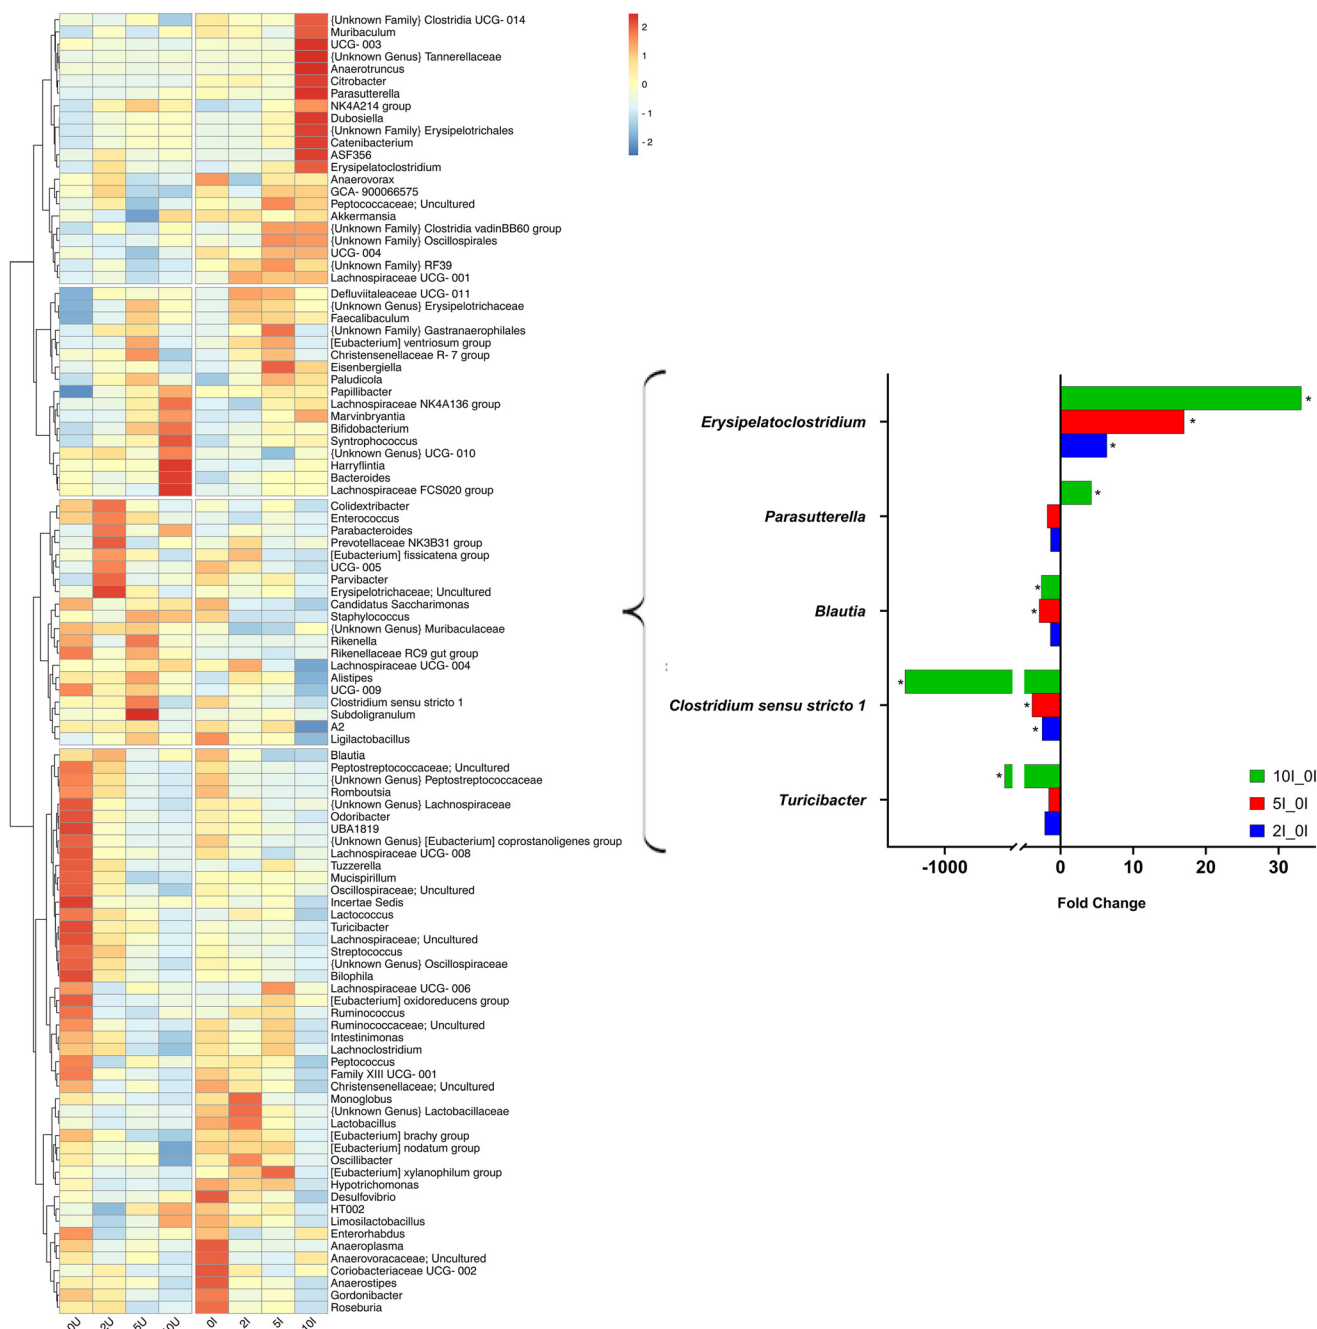 {Unknown Family} Clostridia UCG- 014
Muribaculum
UCG- 003
{Unknown Genus} Tannerellaceae
Anaerotruncus
Citrobacter
Parasutterella
NK4A214 group
Dubosiella
{Unknown Family} Erysipelotrichales
Catenibacterium
ASF356
Erysipelatoclostridium
Anaerovorax
GCA- 900066575
Peptococcaceae; Uncultured
Akkermansia
{Unknown Family} Clostridia vadinBB60 group
{Unknown Family} Oscillospirales
UCG- 004
{Unknown Family} RF39
Lachnospiraceae UCG- 001
Defluviitaleaceae UCG- 011
{Unknown Genus} Erysipelotrichaceae
Faecalibaculum
{Unknown Family} Gastranaerophilales
[Eubacterium] ventriosum group
Christensenellaceae R- 7 group
Eisenbergiella
Paludicola
Papillibacter
Lachnospiraceae NK4A136 group
Marvinbryantia
Bifidobacterium
Syntrophococcus
{Unknown Genus} UCG- 010
Harryflintia
Bacteroides
Lachnospiraceae FCS020 group
Colidextribacter
Enterococcus
Parabacteroides
Prevotellaceae NK3B31 group
[Eubacterium] fissicatena group
UCG- 005
Parvibacter
Erysipelotrichaceae; Uncultured
Candidatus Saccharimonas
Staphylococcus
{Unknown Genus} Muribaculaceae
Rikenella
Rikenellaceae RC9 gut group
Lachnospiraceae UCG- 004
Alistipes
UCG- 009
Clostridium sensu stricto 1
Subdoligranulum
A2
Ligilactobacillus
Blautia
Peptostreptococcaceae; Uncultured
{Unknown Genus} Peptostreptococcaceae
Romboutsia
{Unknown Genus} Lachnospiraceae
Odoribacter
UBA1819
{Unknown Genus} [Eubacterium] coprostanoligenes group
Lachnospiraceae UCG- 008
Tuzzerella
Mucispirillum
Oscillospiraceae; Uncultured
Incertae Sedis
Lactococcus
Turicibacter
Lachnospiraceae; Uncultured
Streptococcus
{Unknown Genus} Oscillospiraceae
Bilophila
Lachnospiraceae UCG- 006
[Eubacterium] oxidoreducens group
Ruminococcus
Ruminococcaceae; Uncultured
Intestinimonas
Lachnoclostridium
Peptococcus
Family XIII UCG- 001
Christensenellaceae; Uncultured
Monoglobus
{Unknown Genus} Lactobacillaceae
Lactobacillus
[Eubacterium] brachy group
[Eubacterium] nodatum group
Oscillibacter
[Eubacterium] xylanophilum group
Hypotrichomonas
Desulfovibrio
HT002
Limosilactobacillus
Enterorhabdus
Anaeroplasma
Anaerovoracaceae; Uncultured
Coriobacteriaceae UCG- 002
Anaerostipes
Gordonibacter
Roseburia
0I 2I 5I 10I
2
1
0
- 1
- 2
Erysipelatoclostridium
Parasutterella
Blautia
Clostridium sensu stricto 1
Turicibacter
* * * * * * * * * *
10I_0I
5I_0I
2I_0I
-1000 0 10 20 30
Fold Change